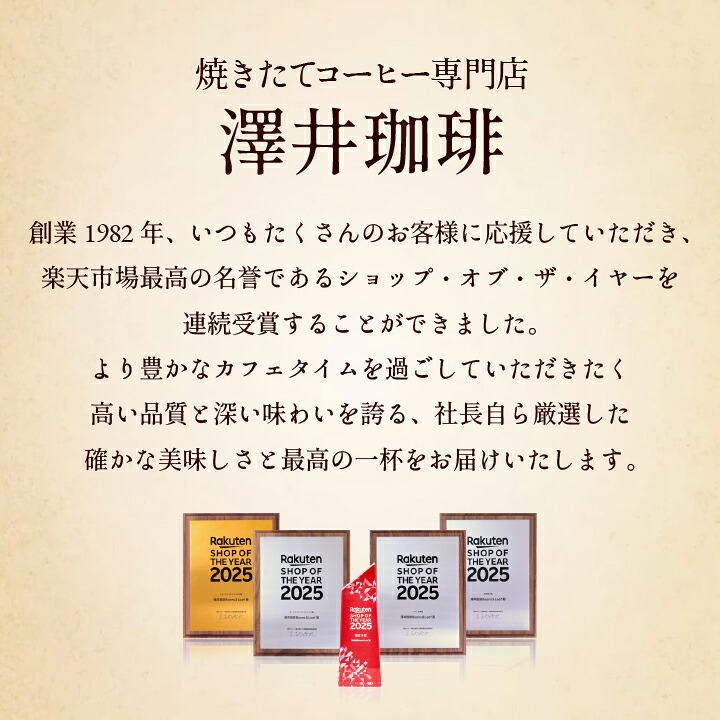 焼きたてコーヒー専門店
澤井珈琲
創業1982年、いつもたくさんのお客様に応援していただき、
楽天市場最高の名誉であるショップ・オブ・ザ・イヤーを
連続受賞することができました。
より豊かなカフェタイムを過ごしていただきたく
高い品質と深い味わいを誇る、社長自ら厳選した
確かな美味しさと最高の一杯をお届けいたします。
Rakuten
SHOP OF
THE YEAR
2025
Rakuten
SHOP OF
THE YEAR
2025
Rakuten
SHOP OF
THE YEAR
2025
Rakuten
SHOP OF
THE YEAR
2025
Rakuten
SHOP OF
THE YEAR
2025